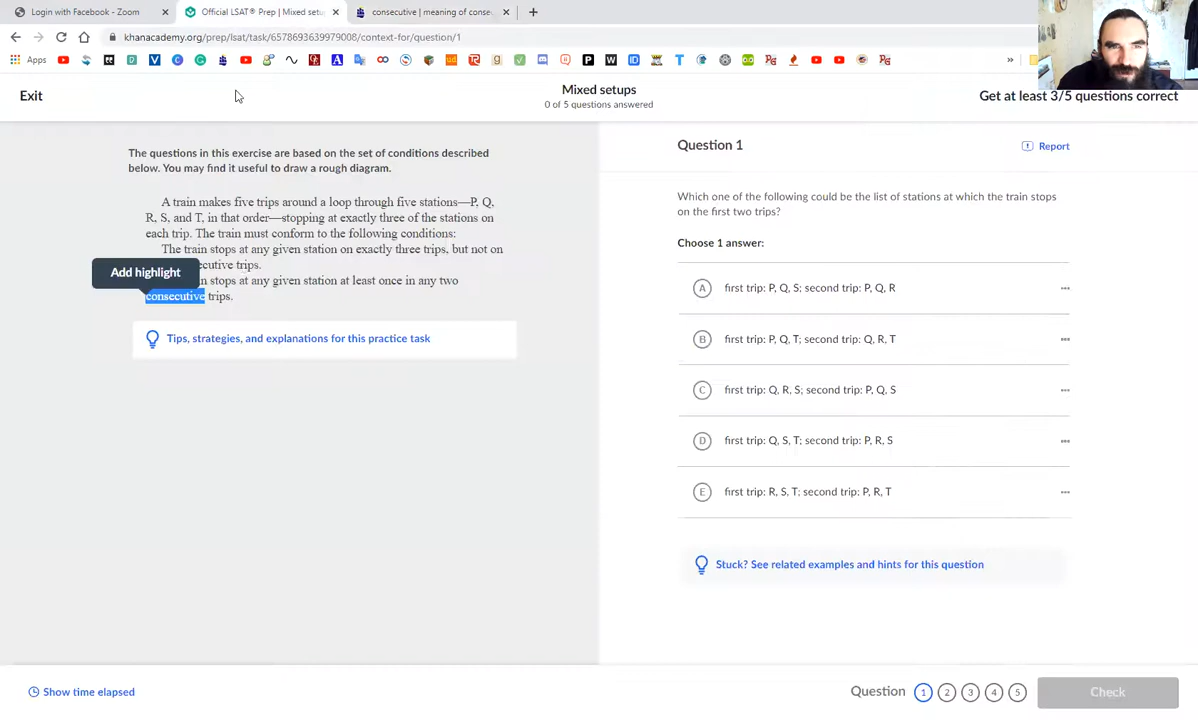 Login with Facebook - Zoom
Official LSAT® Prep | Mixed setu
consecutive | meaning of conse
khanacademy.org/prep/lsat/task/6578693639979008/context-for/question/1
Apps
Exit
Mixed setups
0 of 5 questions answered
Get at least 3/5 questions correct
The questions in this exercise are based on the set of conditions described
below. You may find it useful to draw a rough diagram.
A train makes five trips around a loop through five stations—P, Q,
R, S, and T, in that order—stopping at exactly three of the stations on
each trip. The train must conform to the following conditions:
The train stops at any given station on exactly three trips, but not on
ecutive trips.
Add highlight
n stops at any given station at least once in any two
consecutive trips.
Tips, strategies, and explanations for this practice task
Question 1
Report
Which one of the following could be the list of stations at which the train stops
on the first two trips?
Choose 1 answer:
A first trip: P, Q, S; second trip: P, Q, R
B first trip: P, Q, T; second trip: Q, R, T
C first trip: Q, R, S; second trip: P, Q, S
D first trip: Q, S, T; second trip: P, R, S
E first trip: R, S, T; second trip: P, R, T
Stuck? See related examples and hints for this question
Show time elapsed
Question 1 2 3 4 5
Check